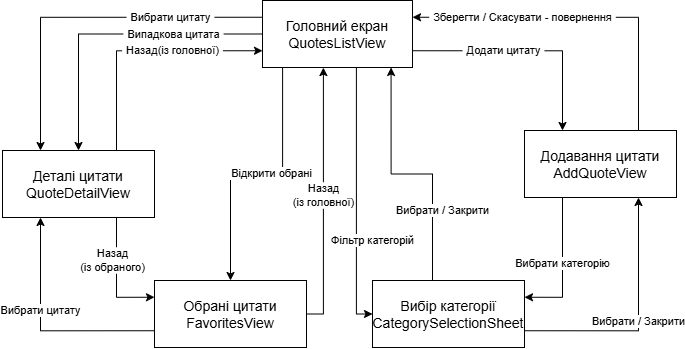 Вибрати цитату
Випадкова цитата
Назад(із головної)
Головний екран
QuotesListView
Зберегти / Скасувати - повернення
Додати цитату
Деталі цитати
QuoteDetailView
Відкрити обрані
Назад
(із головної)
Вибрати / Закрити
Додавання цитати
AddQuoteView
Назад
(із обраного)
Фільтр категорій
Вибрати категорію
Вибрати цитату
Обрані цитати
FavoritesView
Вибір категорії
CategorySelectionSheet
Вибрати / Закрити